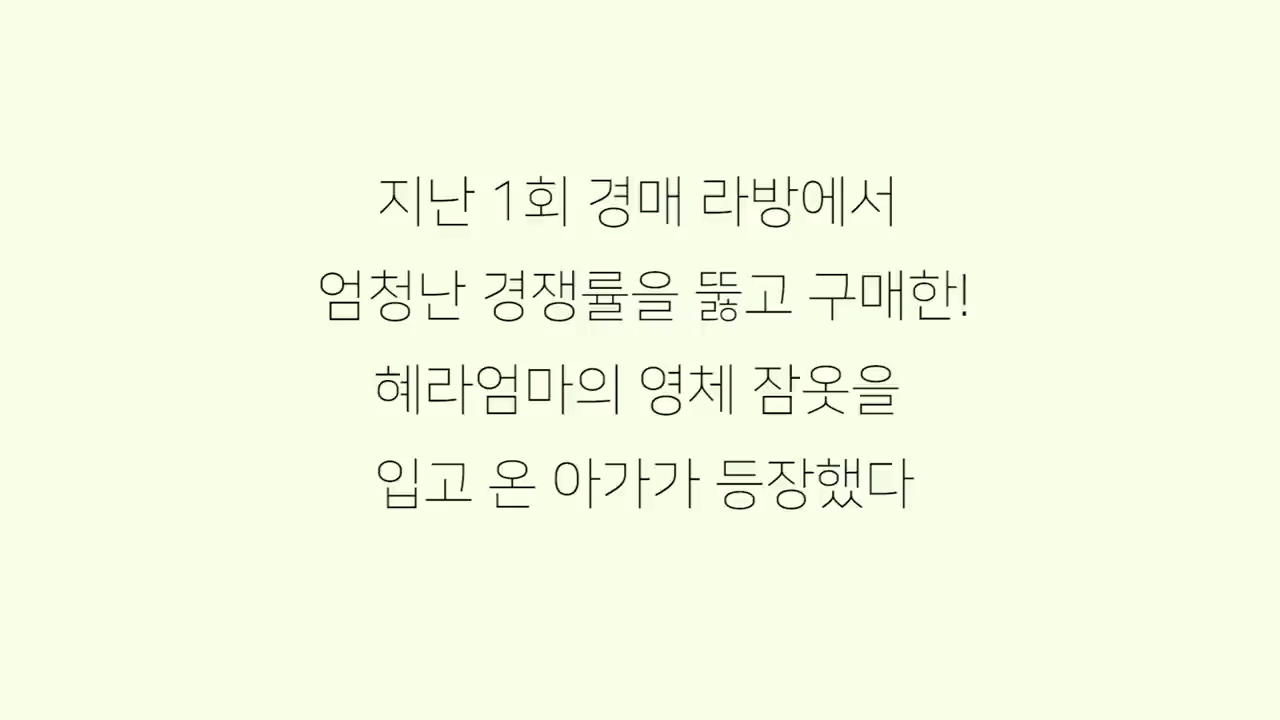 지난 1회 경매 라방에서
엄청난 경쟁률을 뚫고 구매한!
혜라엄마의 영체 잠옷을
입고 온 아가가 등장했다